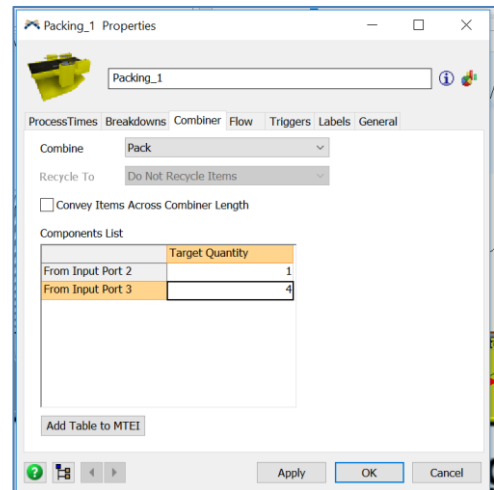 Packing_1 Properties
Packing_1
ProcessTimes Breakdowns Combiner Flow Triggers Labels General
Combine Pack
Recycle To Do Not Recycle Items
Convey Items Across Combiner Length
Components List
Target Quantity
From Input Port 2 1
From Input Port 3 4
Add Table to MTEI
Apply OK Cancel